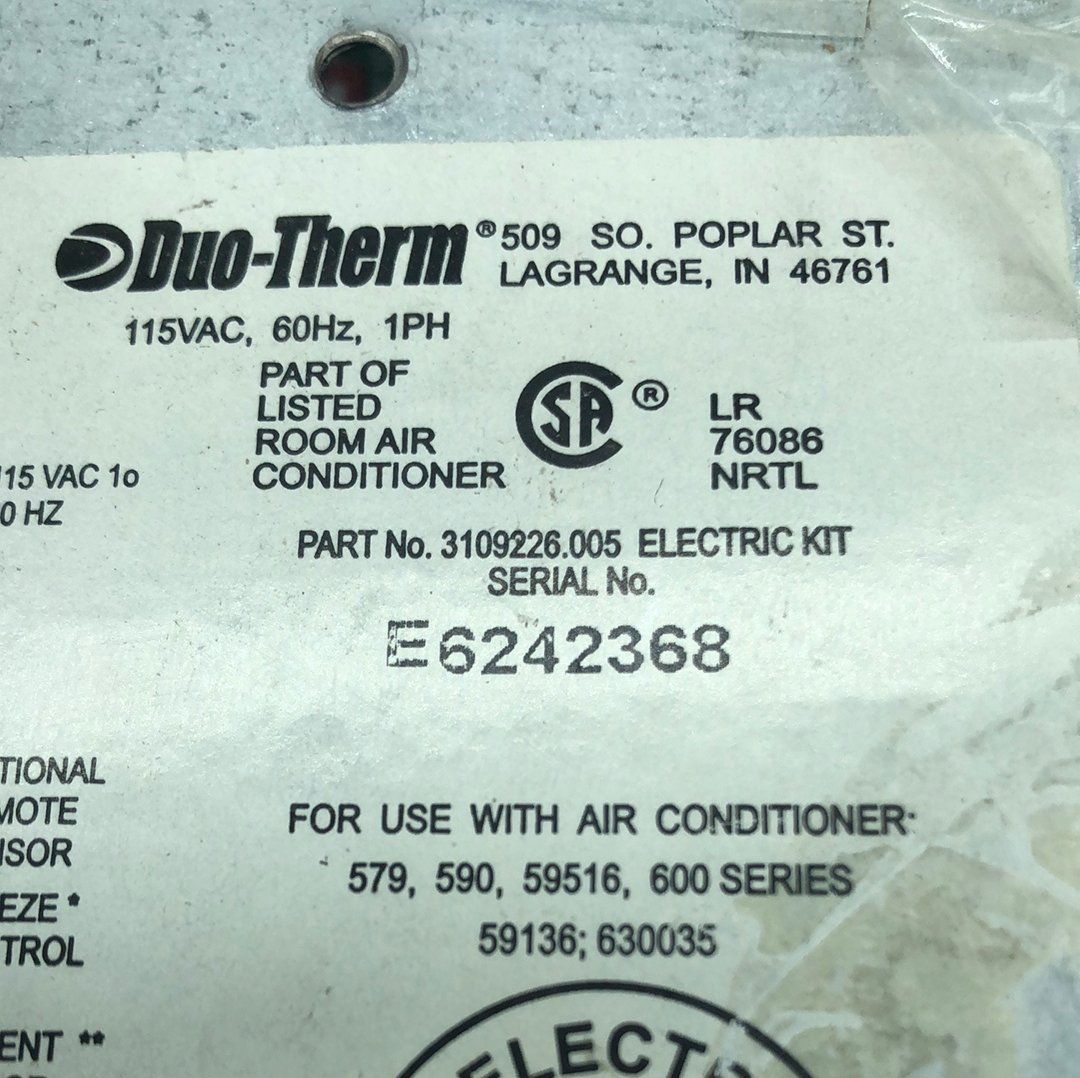 Duo-Therm® 509 SO. POPLAR ST.
LAGRANGE, IN 46761
115VAC, 60Hz, 1PH
PART OF
LISTED
ROOM AIR
CONDITIONER
SA ®
LR
76086
NRTL
15 VAC 1o
0 HZ
PART No. 3109226.005 ELECTRIC KIT
SERIAL No.
E6242368
TIONAL
MOTE
SOR
EZE *
TROL
ENT **
FOR USE WITH AIR CONDITIONER:
579, 590, 59516, 600 SERIES
59136; 630035
ELECT